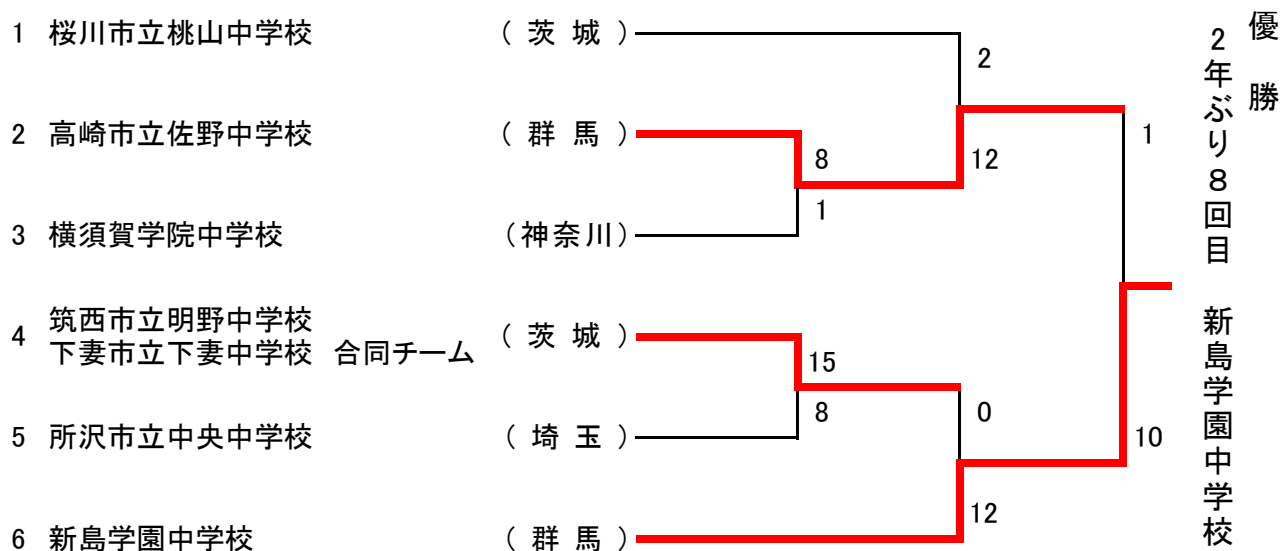 1 桜川市立桃山中学校 (茨城)
2 高崎市立佐野中学校 (群馬)
3 横須賀学院中学校 (神奈川)
4 筑西市立明野中学校
下妻市立下妻中学校 合同チーム (茨城)
5 所沢市立中央中学校 (埼玉)
6 新島学園中学校 (群馬)
8
1
15
8
2
12
0
12
1
10
優勝
2年ぶり8回目 新島学園中学校